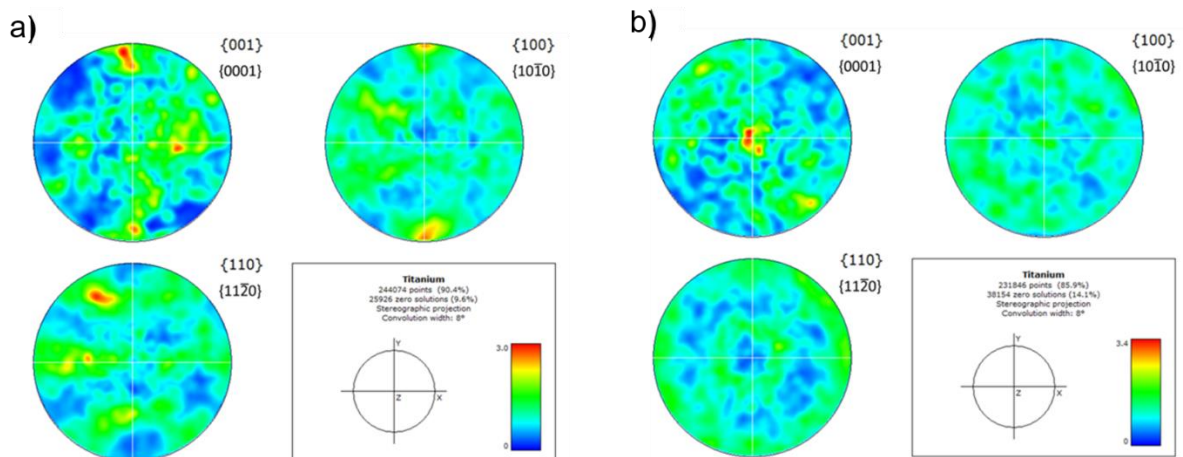 a)
{001}
{0001}
{100}
{101̄0}
{110}
{112̄0}
Titanium
244074 points (90.4%)
25926 zero solutions (9.6%)
Stereographic projection
Convolution width: 8°
Y
Z
X
3.0
0
b)
{001}
{0001}
{100}
{101̄0}
{110}
{112̄0}
Titanium
231846 points (85.9%)
38154 zero solutions (14.1%)
Stereographic projection
Convolution width: 8°
Y
Z
X
3.4
0